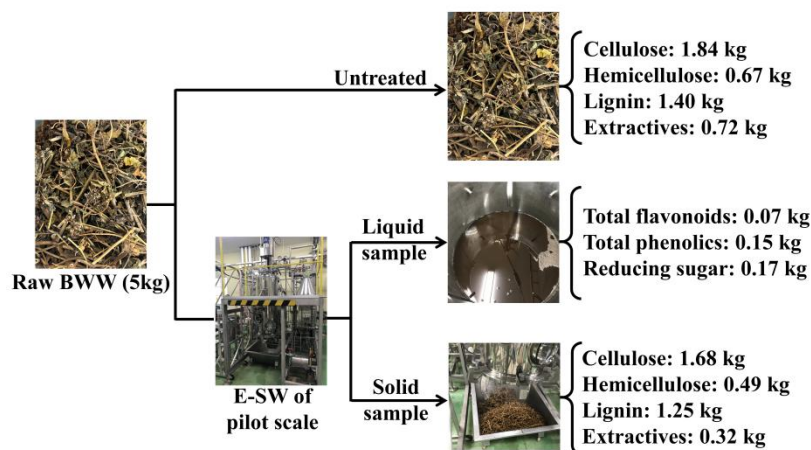 Untreated
Cellulose: 1.84 kg
Hemicellulose: 0.67 kg
Lignin: 1.40 kg
Extractives: 0.72 kg
Raw BWW (5kg)
Liquid
sample
Total flavonoids: 0.07 kg
Total phenolics: 0.15 kg
Reducing sugar: 0.17 kg
E-SW of
pilot scale
Solid
sample
Cellulose: 1.68 kg
Hemicellulose: 0.49 kg
Lignin: 1.25 kg
Extractives: 0.32 kg